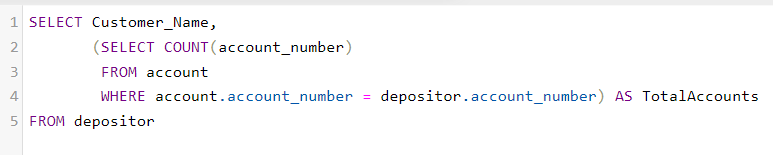 1 SELECT Customer_Name,
2 (SELECT COUNT(account_number)
3 FROM account
4 WHERE account.account_number = depositor.account_number) AS TotalAccounts
5 FROM depositor